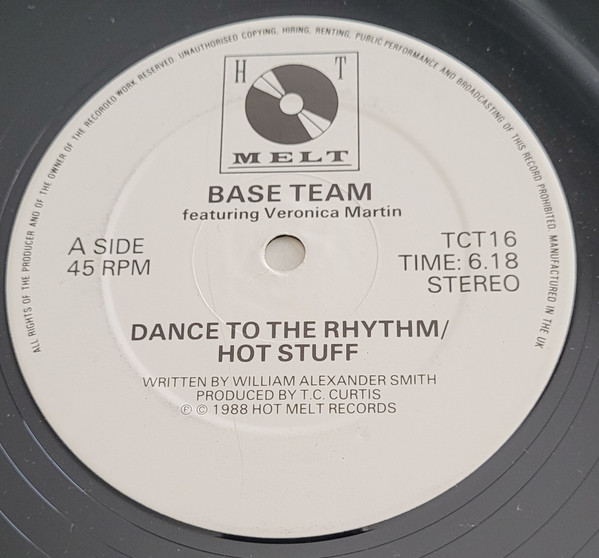 ALL RIGHTS OF THE PRODUCER AND OF THE OWNER OF THE RECORDED WORK RESERVED. UNAUTHORISED COPYING, HIRING, RENTING, PUBLIC PERFORMANCE AND BROADCASTING OF THIS RECORD PROHIBITED. MANUFACTURED IN THE UK
H T
MELT
BASE TEAM
featuring Veronica Martin
A SIDE
45 RPM
TCT16
TIME: 6.18
STEREO
DANCE TO THE RHYTHM/
HOT STUFF
WRITTEN BY WILLIAM ALEXANDER SMITH
PRODUCED BY T.C. CURTIS
℗ © 1988 HOT MELT RECORDS